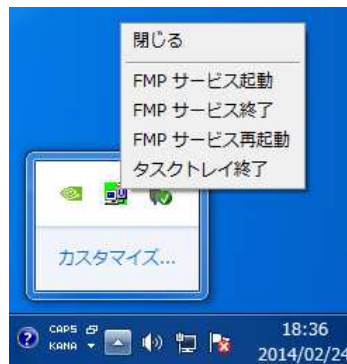 閉じる
FMP サービス起動
FMP サービス終了
FMP サービス再起動
タスクトレイ終了
カスタマイズ...
?
CAPS
KANA
18:36
2014/02/24